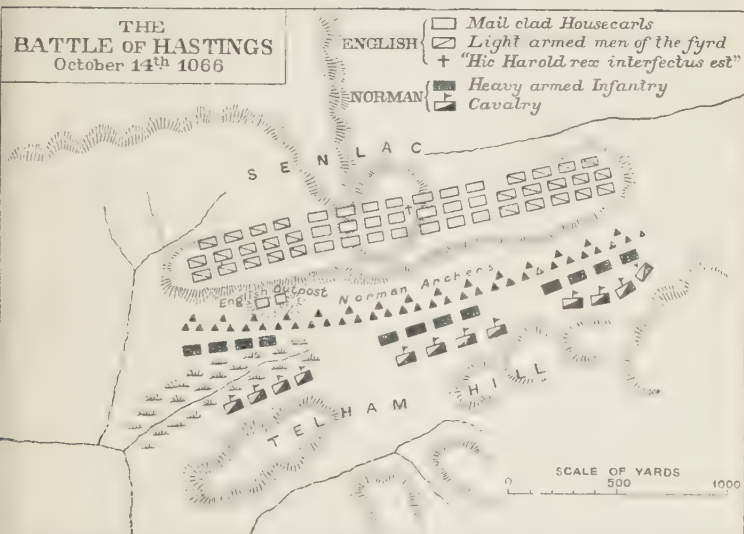 THE
BATTLE OF HASTINGS
October 14th 1066
ENGLISH
Mail clad Housecarls
Light armed men of the fyrd
"Hic Harold rex interfectus est"
NORMAN
Heavy armed Infantry
Cavalry
SENLAC
English Outpost
Norman Archers
TELHAM HILL
SCALE OF YARDS
0 500 1000